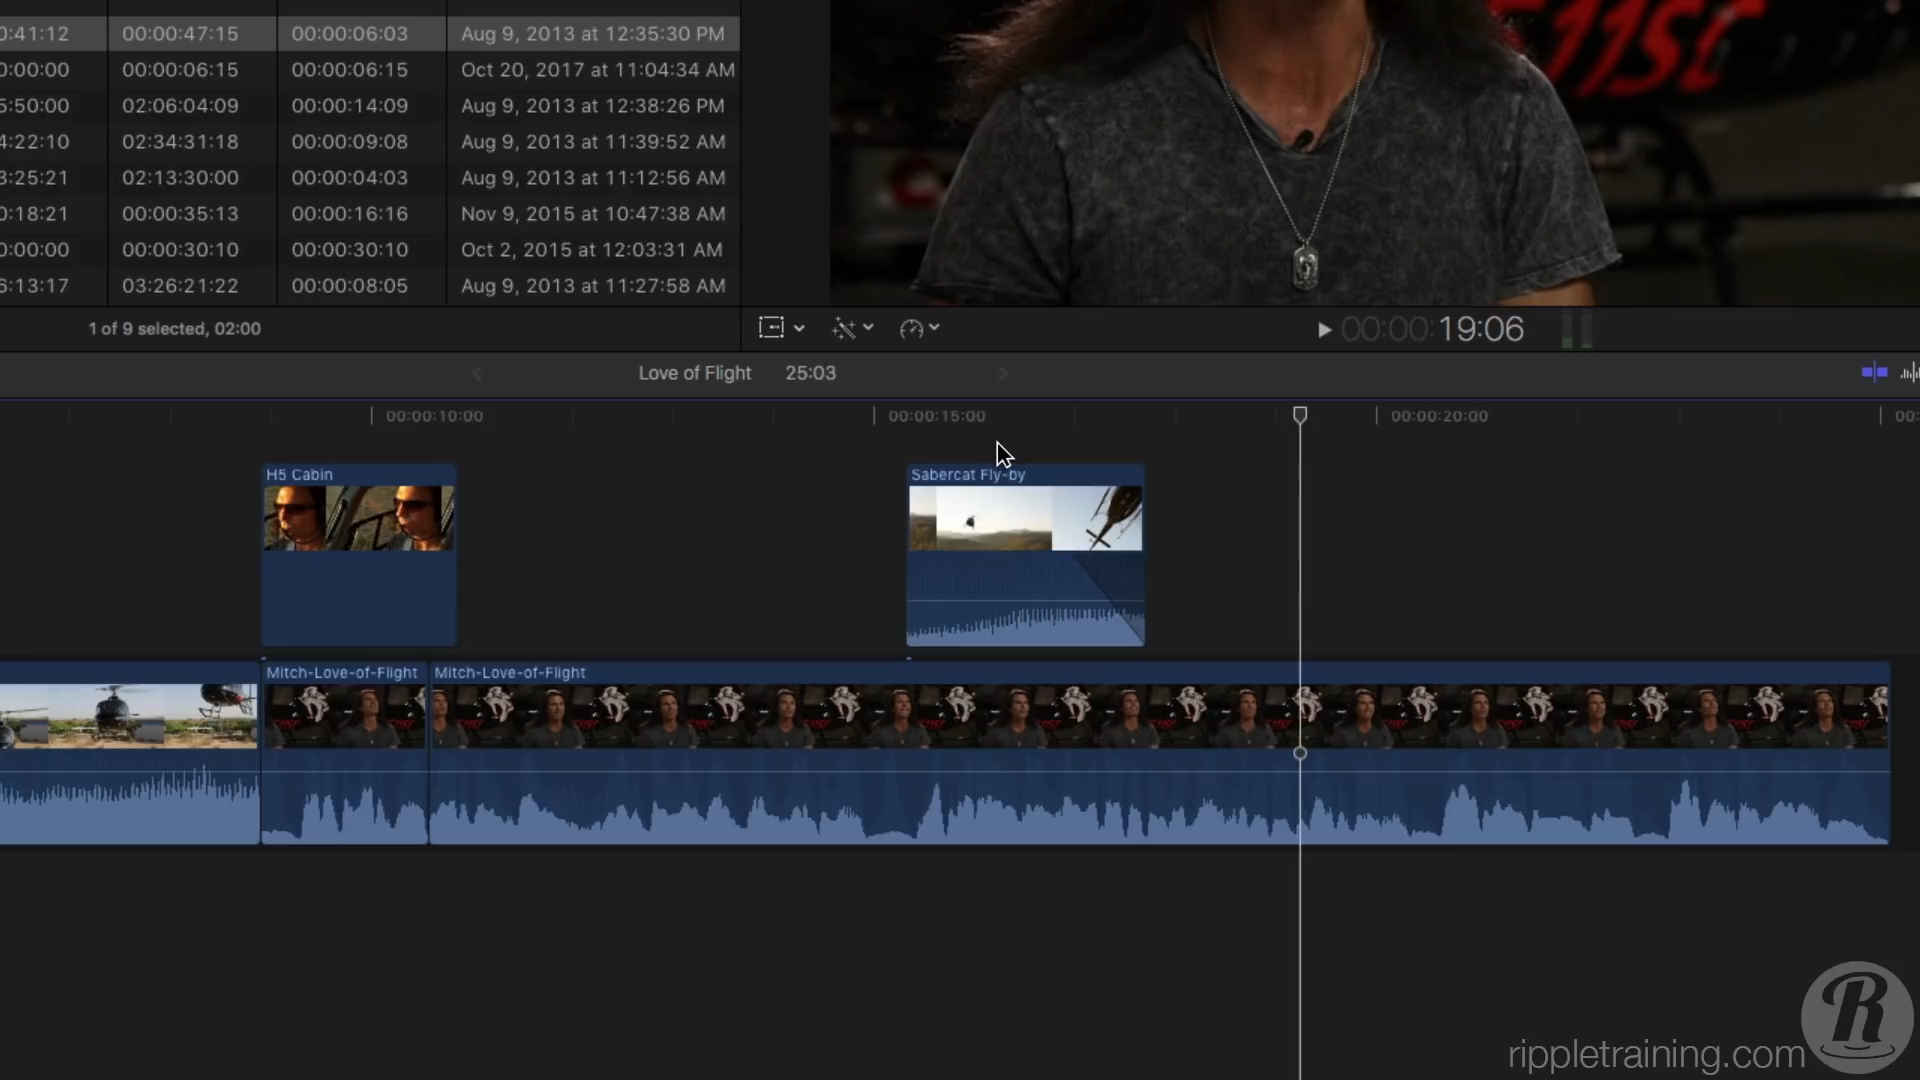 0:41:12 00:00:47:15 00:00:06:03 Aug 9, 2013 at 12:35:30 PM
0:00:00 00:00:06:15 00:00:06:15 Oct 20, 2017 at 11:04:34 AM
5:50:00 02:06:04:09 00:00:14:09 Aug 9, 2013 at 12:38:26 PM
4:22:10 02:34:31:18 00:00:09:08 Aug 9, 2013 at 11:39:52 AM
3:25:21 02:13:30:00 00:00:04:03 Aug 9, 2013 at 11:12:56 AM
0:18:21 00:00:35:13 00:00:16:16 Nov 9, 2015 at 10:47:38 AM
0:00:00 00:00:30:10 00:00:30:10 Oct 2, 2015 at 12:03:31 AM
6:13:17 03:26:21:22 00:00:08:05 Aug 9, 2013 at 11:27:58 AM
1 of 9 selected, 02:00
00:00:19:06
Love of Flight 25:03
00:00:10:00 00:00:15:00 00:00:20:00 00:
H5 Cabin
Sabercat Fly-by
Mitch-Love-of-Flight
Mitch-Love-of-Flight
R
rippletraining.com